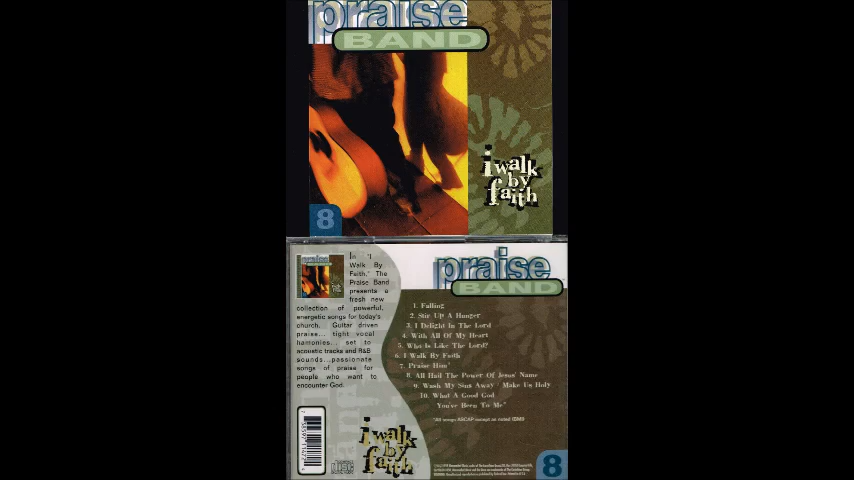 praise
BAND
i walk
by
faith
8
praise
BAND
In "I
Walk By
Faith," The
Praise Band
presents a
fresh new
collection of powerful,
energetic songs for today's
church. Guitar driven
praise... tight vocal
harmonies... set to
acoustic tracks and R&B
sounds...passionate
songs of praise for
people who want to
encounter God.
1. Falling
2. Stir Up A Hunger
3. I Delight In The Lord
4. With All Of My Heart
5. Who Is Like The Lord?
6. I Walk By Faith
7. Praise Him*
8. All Hail The Power Of Jesus' Name
9. Wash My Sins Away / Make Us Holy
10. What A Good God
You've Been To Me*
i walk
by
faith
8